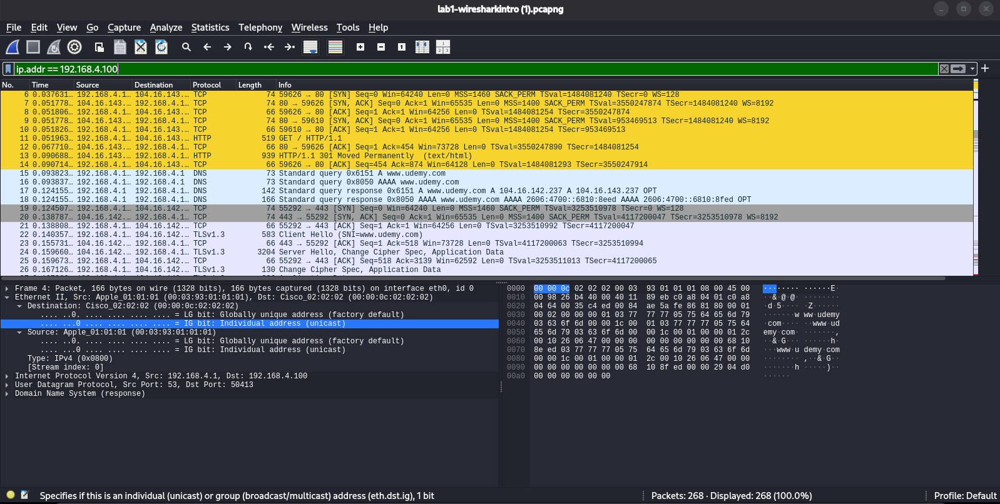 lab1-wiresharkintro (1).pcapng
File Edit View Go Capture Analyze Statistics Telephony Wireless Tools Help
ip.addr == 192.168.4.100
No. Time Source Destination Protocol Length Info
6 0.037631… 192.168.4.1… 104.16.143.… TCP 74 59626 → 80 [SYN] Seq=0 Win=64240 Len=0 MSS=1460 SACK_PERM TSval=1484081240 TSecr=0 WS=128
7 0.051778… 104.16.143.… 192.168.4.1… TCP 74 80 → 59626 [SYN, ACK] Seq=0 Ack=1 Win=65535 Len=0 MSS=1400 SACK_PERM TSval=3550247874 TSecr=1484081240 WS=8192
8 0.051806… 192.168.4.1… 104.16.143.… TCP 66 59626 → 80 [ACK] Seq=1 Ack=1 Win=64256 Len=0 TSval=1484081254 TSecr=3550247874
9 0.051778… 104.16.143.… 192.168.4.1… TCP 74 80 → 59610 [SYN, ACK] Seq=0 Ack=1 Win=65535 Len=0 MSS=1400 SACK_PERM TSval=953469513 TSecr=1484081240 WS=8192
10 0.051826… 192.168.4.1… 104.16.143.… TCP 66 59610 → 80 [ACK] Seq=1 Ack=1 Win=64256 Len=0 TSval=1484081254 TSecr=953469513
11 0.051963… 192.168.4.1… 104.16.143.… HTTP 519 GET / HTTP/1.1
12 0.067710… 104.16.143.… 192.168.4.1… TCP 66 80 → 59626 [ACK] Seq=1 Ack=454 Win=73728 Len=0 TSval=3550247890 TSecr=1484081254
13 0.090688… 104.16.143.… 192.168.4.1… HTTP 939 HTTP/1.1 301 Moved Permanently (text/html)
14 0.090714… 192.168.4.1… 104.16.143.… TCP 66 59626 → 80 [ACK] Seq=454 Ack=874 Win=64128 Len=0 TSval=1484081293 TSecr=3550247914
15 0.093823… 192.168.4.1… 192.168.4.1 DNS 73 Standard query 0x6151 A www.udemy.com
16 0.093837… 192.168.4.1… 192.168.4.1 DNS 73 Standard query 0x8050 AAAA www.udemy.com
17 0.124155… 192.168.4.1 192.168.4.1… DNS 142 Standard query response 0x6151 A www.udemy.com A 104.16.142.237 A 104.16.143.237 OPT
18 0.124155… 192.168.4.1 192.168.4.1… DNS 166 Standard query response 0x8050 AAAA www.udemy.com AAAA 2606:4700::6810:8eed AAAA 2606:4700::6810:8fed OPT
19 0.124507… 192.168.4.1… 104.16.142.… TCP 74 55292 → 443 [SYN] Seq=0 Win=64240 Len=0 MSS=1460 SACK_PERM TSval=3253510978 TSecr=0 WS=128
20 0.138787… 104.16.142.… 192.168.4.1… TCP 74 443 → 55292 [SYN, ACK] Seq=0 Ack=1 Win=65535 Len=0 MSS=1400 SACK_PERM TSval=4117200047 TSecr=3253510978 WS=8192
21 0.138808… 192.168.4.1… 104.16.142.… TCP 66 55292 → 443 [ACK] Seq=1 Ack=1 Win=64256 Len=0 TSval=3253510992 TSecr=4117200047
22 0.140357… 192.168.4.1… 104.16.142.… TLSv1.3 583 Client Hello (SNI=www.udemy.com)
23 0.155731… 104.16.142.… 192.168.4.1… TCP 66 443 → 55292 [ACK] Seq=1 Ack=518 Win=73728 Len=0 TSval=4117200063 TSecr=3253510994
24 0.159660… 104.16.142.… 192.168.4.1… TLSv1.3 3204 Server Hello, Change Cipher Spec, Application Data
25 0.159673… 192.168.4.1… 104.16.142.… TCP 66 55292 → 443 [ACK] Seq=518 Ack=3139 Win=62592 Len=0 TSval=3253511013 TSecr=4117200065
26 0.167126… 192.168.4.1… 104.16.142.… TLSv1.3 130 Change Cipher Spec, Application Data
Frame 4: Packet, 166 bytes on wire (1328 bits), 166 bytes captured (1328 bits) on interface eth0, id 0
Ethernet II, Src: Apple_01:01:01 (00:03:93:01:01:01), Dst: Cisco_02:02:02 (00:00:0c:02:02:02)
Destination: Cisco_02:02:02 (00:00:0c:02:02:02)
.... ..0. .... .... .... .... = LG bit: Globally unique address (factory default)
.... ...0 .... .... .... .... = IG bit: Individual address (unicast)
Source: Apple_01:01:01 (00:03:93:01:01:01)
.... ..0. .... .... .... .... = LG bit: Globally unique address (factory default)
.... ...0 .... .... .... .... = IG bit: Individual address (unicast)
Type: IPv4 (0x0800)
[Stream index: 0]
Internet Protocol Version 4, Src: 192.168.4.1, Dst: 192.168.4.100
User Datagram Protocol, Src Port: 53, Dst Port: 50413
Domain Name System (response)
0000 00 00 0c 02 02 02 00 03 93 01 01 01 08 00 45 00 ········ ······E·
0010 00 98 26 b4 40 00 40 11 89 eb c0 a8 04 01 c0 a8 ··&·@·@· ········
0020 04 64 00 35 c4 ed 00 84 ae 5a fe 86 81 80 00 01 ·d·5···· ·Z······
0030 00 02 00 00 00 01 03 77 77 77 05 75 64 65 6d 79 ·······w ww·udemy
0040 03 63 6f 6d 00 00 1c 00 01 03 77 77 77 05 75 64 ·com···· ··www·ud
0050 65 6d 79 03 63 6f 6d 00 00 1c 00 01 00 00 01 2c emy·com· ·······,
0060 00 10 26 06 47 00 00 00 00 00 00 00 00 00 68 10 ··&·G··· ······h·
0070 8e ed 03 77 77 77 05 75 64 65 6d 79 03 63 6f 6d ···www·u demy·com
0080 00 00 1c 00 01 00 00 01 2c 00 10 26 06 47 00 00 ········ ,··&·G··
0090 00 00 00 00 00 00 00 68 10 8f ed 00 00 29 04 d0 ·······h ·····)··
00a0 00 00 00 00 00 00 ······
Specifies if this is an individual (unicast) or group (broadcast/multicast) address (eth.dst.ig), 1 bit
Packets: 268 · Displayed: 268 (100.0%)
Profile: Default